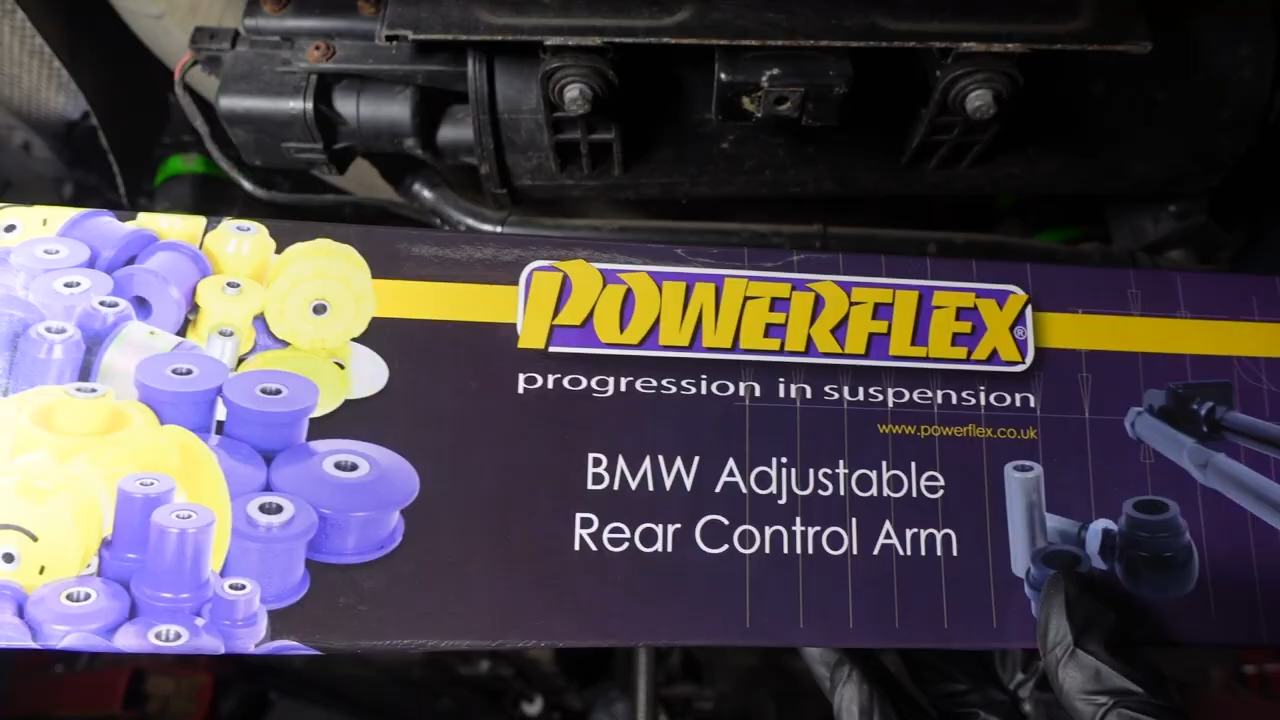 POWERFLEX®
progression in suspension
www.powerflex.co.uk
BMW Adjustable
Rear Control Arm